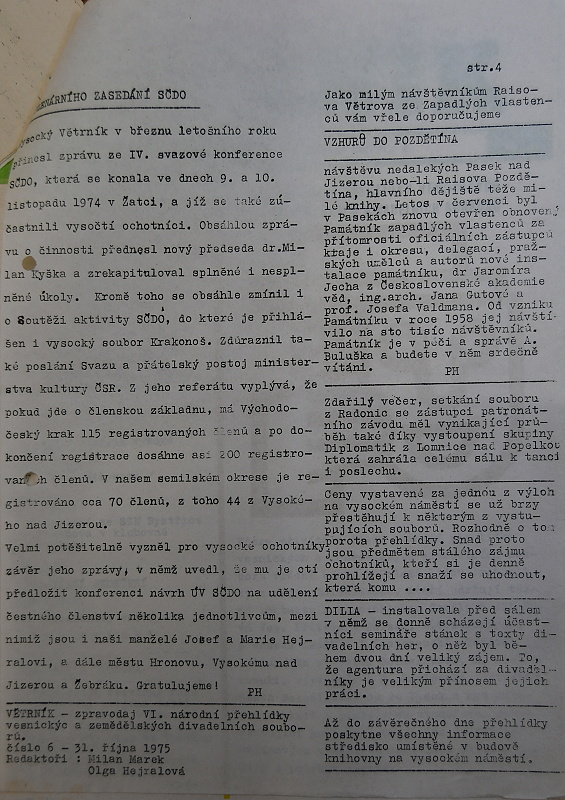 str.4
ENÁRNÍHO ZASEDÁNÍ SČDO
Vysocký Větrník v březnu letošního roku
přinesl zprávu ze IV. svazové konference
SČDO, která se konala ve dnech 9. a 10.
listopadu 1974 v Žatci, a jíž se také zú-
častnili vysočtí ochotníci. Obsáhlou zprá-
vu o činnosti přednesl nový předseda dr.Mi-
lan Kyška a zrekapituloval splněné i nespl-
něné úkoly. Kromě toho se obsáhle zmínil i
o Soutěži aktivity SČDO, do které je přihlá-
šen i vysocký soubor Krakonoš. Zdůraznil ta-
ké poslání Svazu a přátelský postoj minister-
stva kultury ČSR. Z jeho referátu vyplývá, že
pokud jde o členskou základnu, má Východo-
český krak 115 registrovaných členů a po do-
končení registrace dosáhne asi 200 registro-
vaných členů. V našem semilském okrese je re-
gistrováno cca 70 členů, z toho 44 z Vysoké-
ho nad Jizerou.
Velmi potěšitelně vyzněl pro vysocké ochotníky
závěr jeho zprávy, v němž uvedl, že mu je ctí
předložit konferenci návrh ÚV SČDO na udělení
čestného členství několika jednotlivcům, mezi
nimiž jsou i naši manželé Josef a Marie Hej-
ralovi, a dále městu Hronovu, Vysokému nad
Jizerou a Žebráku. Gratulujeme!
PH
VĚTRNÍK - zpravodaj VI. národní přehlídky
vesnickýc a zemědělských divadelních soubo-
rů.
číslo 6 - 31. října 1975
Redaktoři : Milan Marek
Olga Hejralová
Jako milým návštěvníkům Raiso-
va Větrova ze Zapadlých vlasten-
ců vám vřele doporučujeme
VZHURŮ DO POZDĚTÍNA
návštěvu nedalekých Pasek nad
Jizerou nebo-li Raisova Pozdě-
tína, hlavního dějiště téže mi-
lé knihy. Letos v červenci byl
v Pasekách znovu otevřen obnovený
Památník zapadlých vlastenců za
přítomrosti oficiálních zástupců
kraje i okresu, delegací, praž-
ských umělců a autorů nové ins-
talace památníku, dr Jaromíra
Jecha z Československé akademie
věd, ing.arch. Jana Gutové a
prof. Josefa Valdmana. Od vzniku
Památníku v roce 1958 jej navští-
vilo na sto tisíc návštěvníků.
Památník je v péči a správě A.
Buluška a budete v něm srdečně
vítáni.
PH
Zdařilý večer, setkání souboru
z Radonic se zástupci patronát-
ního závodu měl vynikající prů-
běh také díky vystoupení skupiny
Diplomatik z Lomnice nad Popelkou
která zahrála celému sálu k tanci
i poslechu.
Ceny vystavené za jednou z výloh
na vysockém náměstí se už brzy
přestěhují k některým z vystu-
pujících souborů. Rozhodne o tom
porota přehlídky. Snad proto
jsou předmětem stálého zájmu
ochotníků, kteří si je denně
prohlížejí a snaží se uhodnout,
která komu ....
DILIA - instalovala před sálem
v němž se denně scházejí účast-
níci semináře stánek s texty di-
vadelních her, o něž byl bě-
hem dvou dní veliký zájem. To,
že agentura přichází za divadel-
níky je velikým přínosem jejich
práci.
Až do závěrečného dne přehlídky
poskytne všechny informace
středisko umístěné v budově
knihovny na vysockém náměstí.